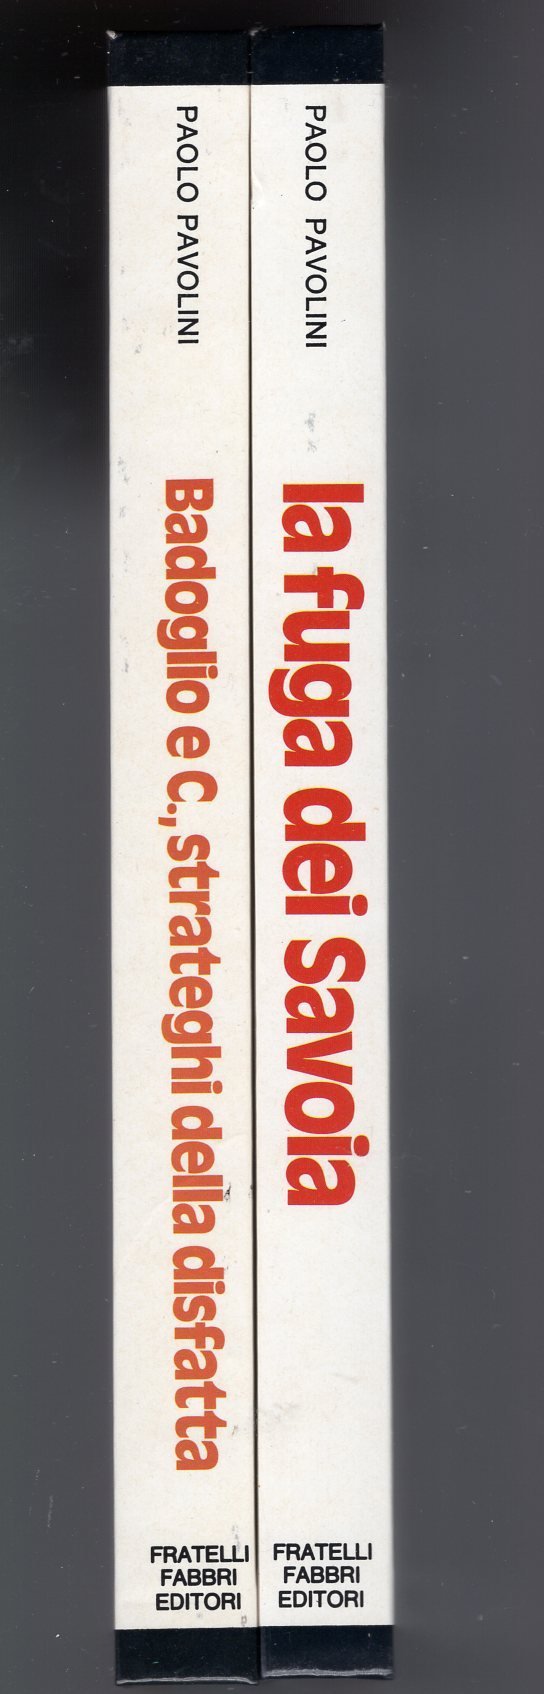 PAOLO PAVOLINI
Badoglio e C., strateghi della disfatta
FRATELLI
FABBRI
EDITORI
PAOLO PAVOLINI
la fuga dei Savoia
FRATELLI
FABBRI
EDITORI